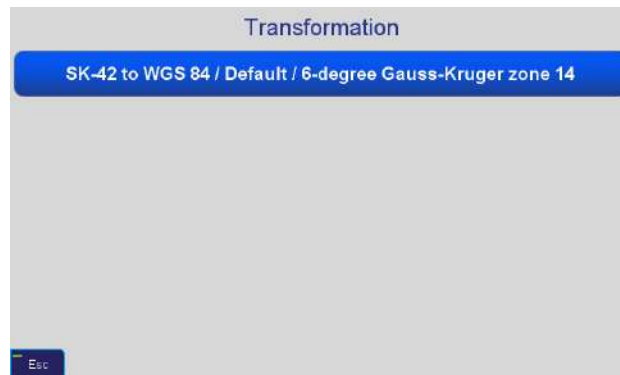 Transformation
SK-42 to WGS 84 / Default / 6-degree Gauss-Kruger zone 14
Esc